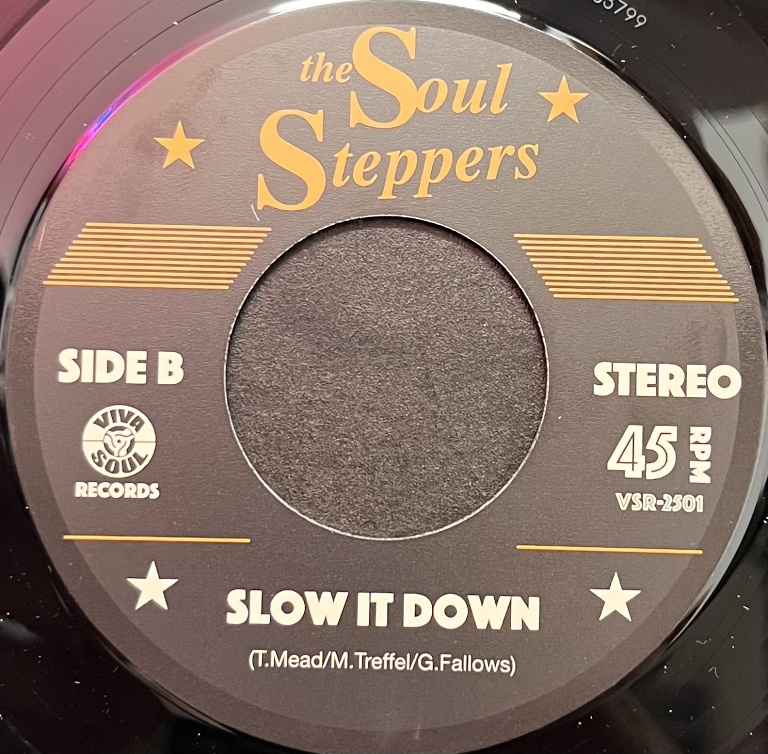 the Soul
Steppers
SIDE B
STEREO
VIVA
SOUL
RECORDS
45 RPM
VSR-2501
SLOW IT DOWN
(T.Mead/M.Treffel/G.Fallows)